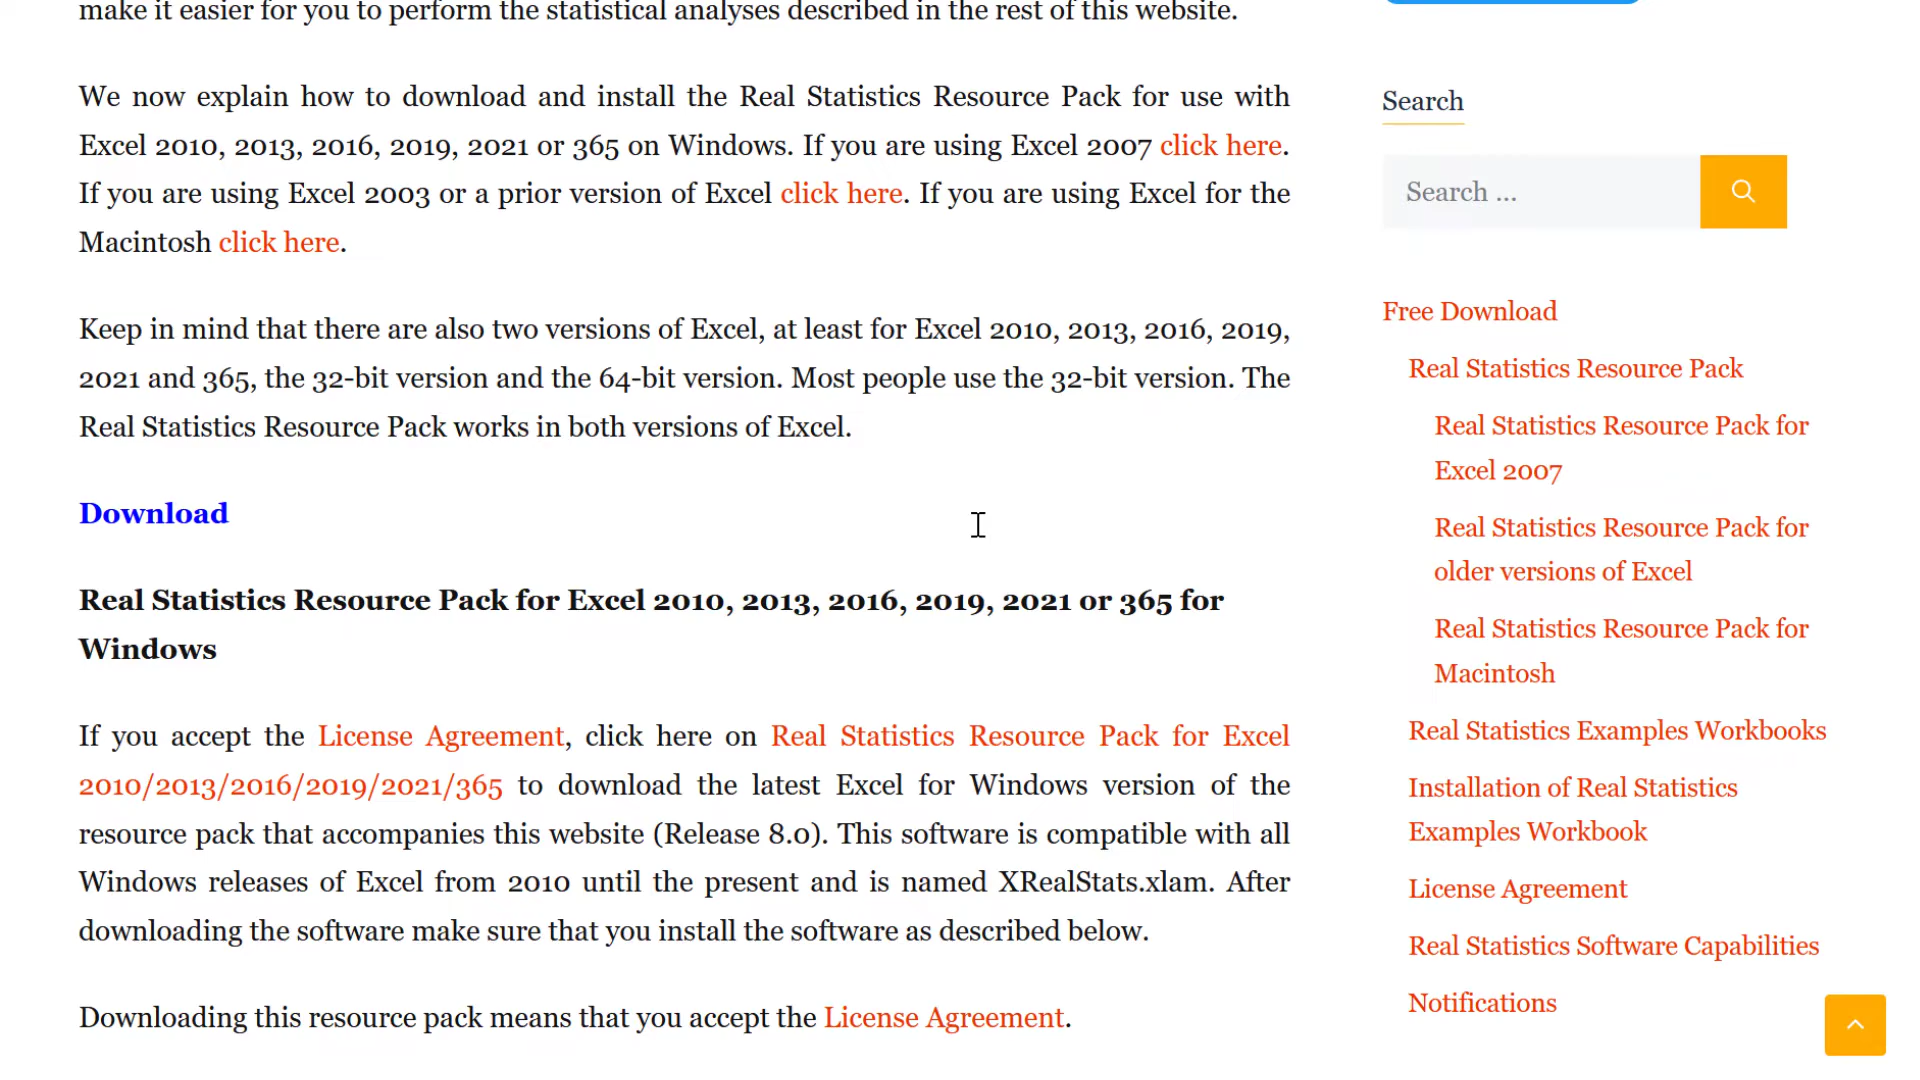 make it easier for you to perform the statistical analyses described in the rest of this website.
We now explain how to download and install the Real Statistics Resource Pack for use with
Excel 2010, 2013, 2016, 2019, 2021 or 365 on Windows. If you are using Excel 2007 click here.
If you are using Excel 2003 or a prior version of Excel click here. If you are using Excel for the
Macintosh click here.
Keep in mind that there are also two versions of Excel, at least for Excel 2010, 2013, 2016, 2019,
2021 and 365, the 32-bit version and the 64-bit version. Most people use the 32-bit version. The
Real Statistics Resource Pack works in both versions of Excel.
Download
Real Statistics Resource Pack for Excel 2010, 2013, 2016, 2019, 2021 or 365 for
Windows
If you accept the License Agreement, click here on Real Statistics Resource Pack for Excel
2010/2013/2016/2019/2021/365 to download the latest Excel for Windows version of the
resource pack that accompanies this website (Release 8.0). This software is compatible with all
Windows releases of Excel from 2010 until the present and is named XRealStats.xlam. After
downloading the software make sure that you install the software as described below.
Downloading this resource pack means that you accept the License Agreement.
Search
Search ...
Free Download
Real Statistics Resource Pack
Real Statistics Resource Pack for
Excel 2007
Real Statistics Resource Pack for
older versions of Excel
Real Statistics Resource Pack for
Macintosh
Real Statistics Examples Workbooks
Installation of Real Statistics
Examples Workbook
License Agreement
Real Statistics Software Capabilities
Notifications